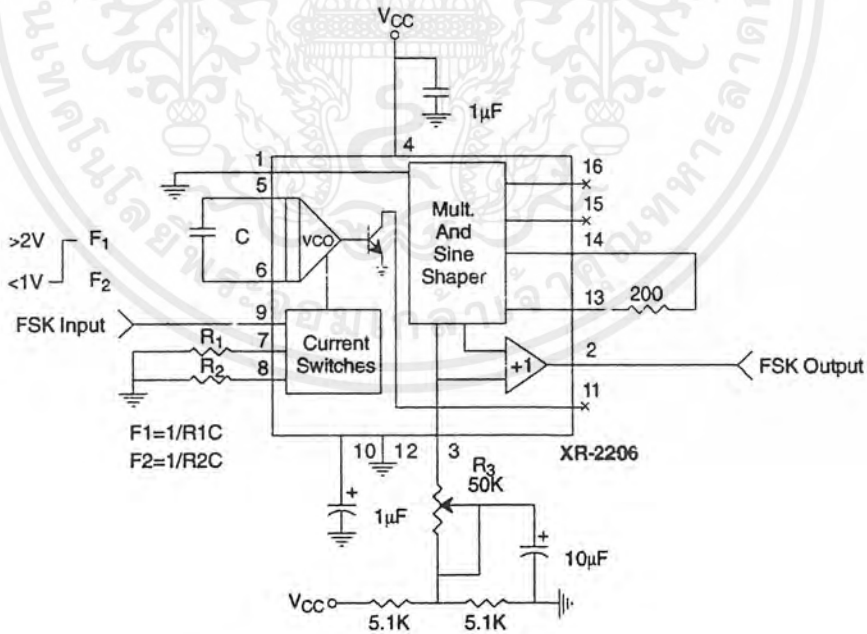 VCC
1µF
4
1
16
5
15
Mult.
And
Sine
Shaper
14
C
VCO
>2V
F1
<1V
F2
6
13
200
FSK Input
9
7
8
R1
R2
Current
Switches
+1
2
FSK Output
11
F1=1/R1C
F2=1/R2C
10
12
3
XR-2206
R3
50K
1µF
10µF
VCC
5.1K
5.1K